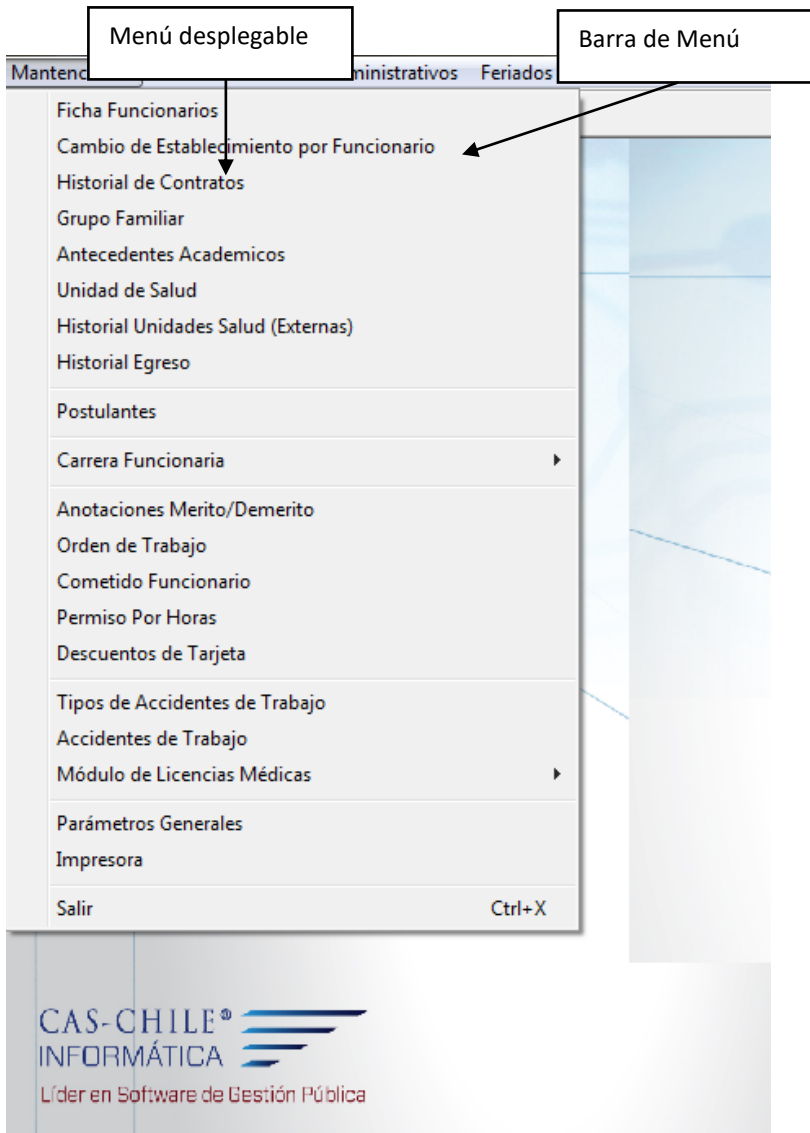 Menú desplegable
Barra de Menú
Feriados
Ficha Funcionarios
Cambio de Establecimiento por Funcionario
Historial de Contratos
Grupo Familiar
Antecedentes Academicos
Unidad de Salud
Historial Unidades Salud (Externas)
Historial Egreso
Postulantes
Carrera Funcionaria
Anotaciones Merito/Demerito
Orden de Trabajo
Cometido Funcionario
Permiso Por Horas
Descuentos de Tarjeta
Tipos de Accidentes de Trabajo
Accidentes de Trabajo
Módulo de Licencias Médicas
Parámetros Generales
Impresora
Salir Ctrl+X
CAS-CHILE®
INFORMÁTICA
Líder en Software de Gestión Pública